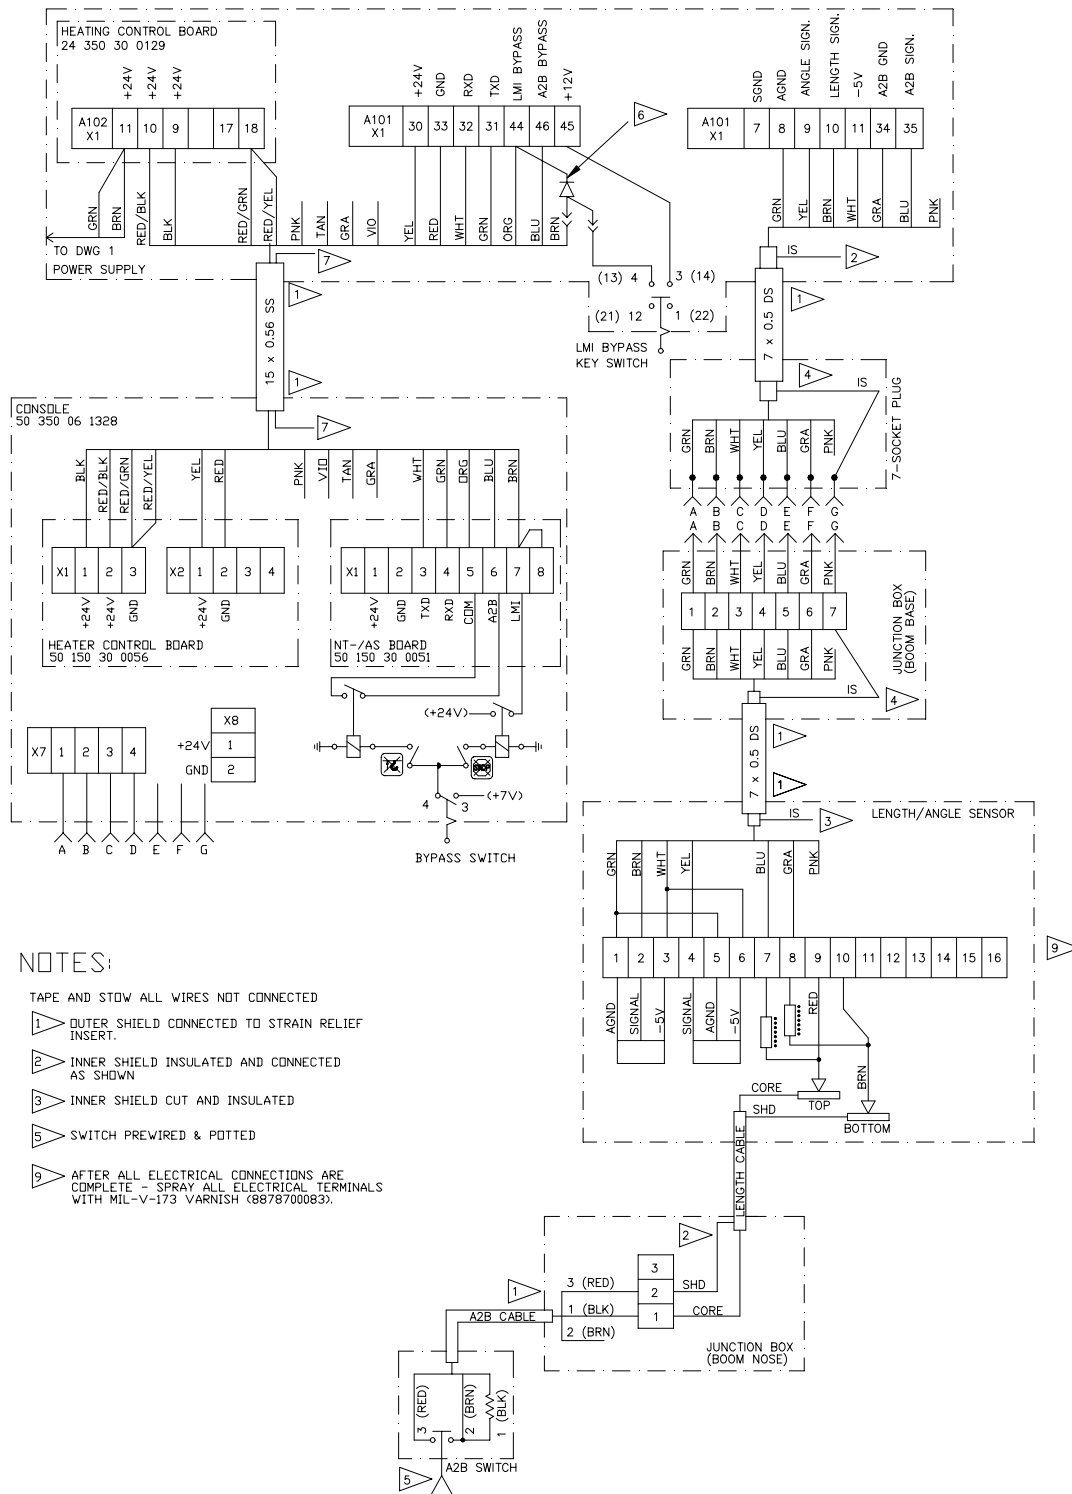 HEATING CONTROL BOARD
24 350 30 0129
+24V
+24V
+24V
A102
X1
11
10
9
17
18
GRN
BRN
RED/BLK
BLK
RED/GRN
RED/YEL
TO DWG 1
POWER SUPPLY
PNK
TAN
GRA
VIO
+24V
GND
RXD
TXD
LMI BYPASS
A2B BYPASS
+12V
A101
X1
30
33
32
31
44
46
45
6
YEL
RED
WHT
GRN
ORG
BLU
BRN
SGND
AGND
ANGLE SIGN.
LENGTH SIGN.
-5V
A2B GND
A2B SIGN.
A101
X1
7
8
9
10
11
34
35
GRN
YEL
BRN
WHT
GRA
BLU
PNK
IS
2
7
1
15 x 0.56 SS
1
7
(13) 4
3 (14)
(21) 12
1 (22)
LMI BYPASS
KEY SWITCH
7 x 0.5 DS
1
4
IS
7-SOCKET PLUG
GRN
BRN
WHT
YEL
BLU
GRA
PNK
A
B
C
D
E
F
G
A
B
C
D
E
F
G
GRN
BRN
WHT
YEL
BLU
GRA
PNK
1
2
3
4
5
6
7
GRN
BRN
WHT
YEL
BLU
GRA
PNK
JUNCTION BOX
(BOOM BASE)
IS
4
CONSOLE
50 350 06 1328
BLK
RED/BLK
RED/GRN
RED/YEL
YEL
RED
PNK
VIO
TAN
GRA
WHT
GRN
ORG
BLU
BRN
X1
1
2
3
X2
1
2
3
4
+24V
+24V
GND
+24V
GND
HEATER CONTROL BOARD
50 150 30 0056
X1
1
2
3
4
5
6
7
8
+24V
GND
TXD
RXD
COM
A2B
LMI
NT-/AS BOARD
50 150 30 0051
(+24V)
X7
1
2
3
4
X8
+24V
1
GND
2
A
B
C
D
E
F
G
4
3
(+7V)
BYPASS SWITCH
7 x 0.5 DS
1
1
IS
3
LENGTH/ANGLE SENSOR
GRN
BRN
WHT
YEL
BLU
GRA
PNK
1
2
3
4
5
6
7
8
9
10
11
12
13
14
15
16
9
AGND
SIGNAL
-5V
SIGNAL
AGND
-5V
RED
BRN
CORE
TOP
SHD
BOTTOM
LENGTH CABLE
NOTES:
TAPE AND STOW ALL WIRES NOT CONNECTED
1 OUTER SHIELD CONNECTED TO STRAIN RELIEF
INSERT.
2 INNER SHIELD INSULATED AND CONNECTED
AS SHOWN
3 INNER SHIELD CUT AND INSULATED
5 SWITCH PREWIRED & POTTED
9 AFTER ALL ELECTRICAL CONNECTIONS ARE
COMPLETE - SPRAY ALL ELECTRICAL TERMINALS
WITH MIL-V-173 VARNISH (8878700083).
2
1
3 (RED)
1 (BLK)
2 (BRN)
3
2
1
SHD
CORE
A2B CABLE
JUNCTION BOX
(BOOM NOSE)
3 (RED)
2 (BRN)
1 (BLK)
A2B SWITCH
5